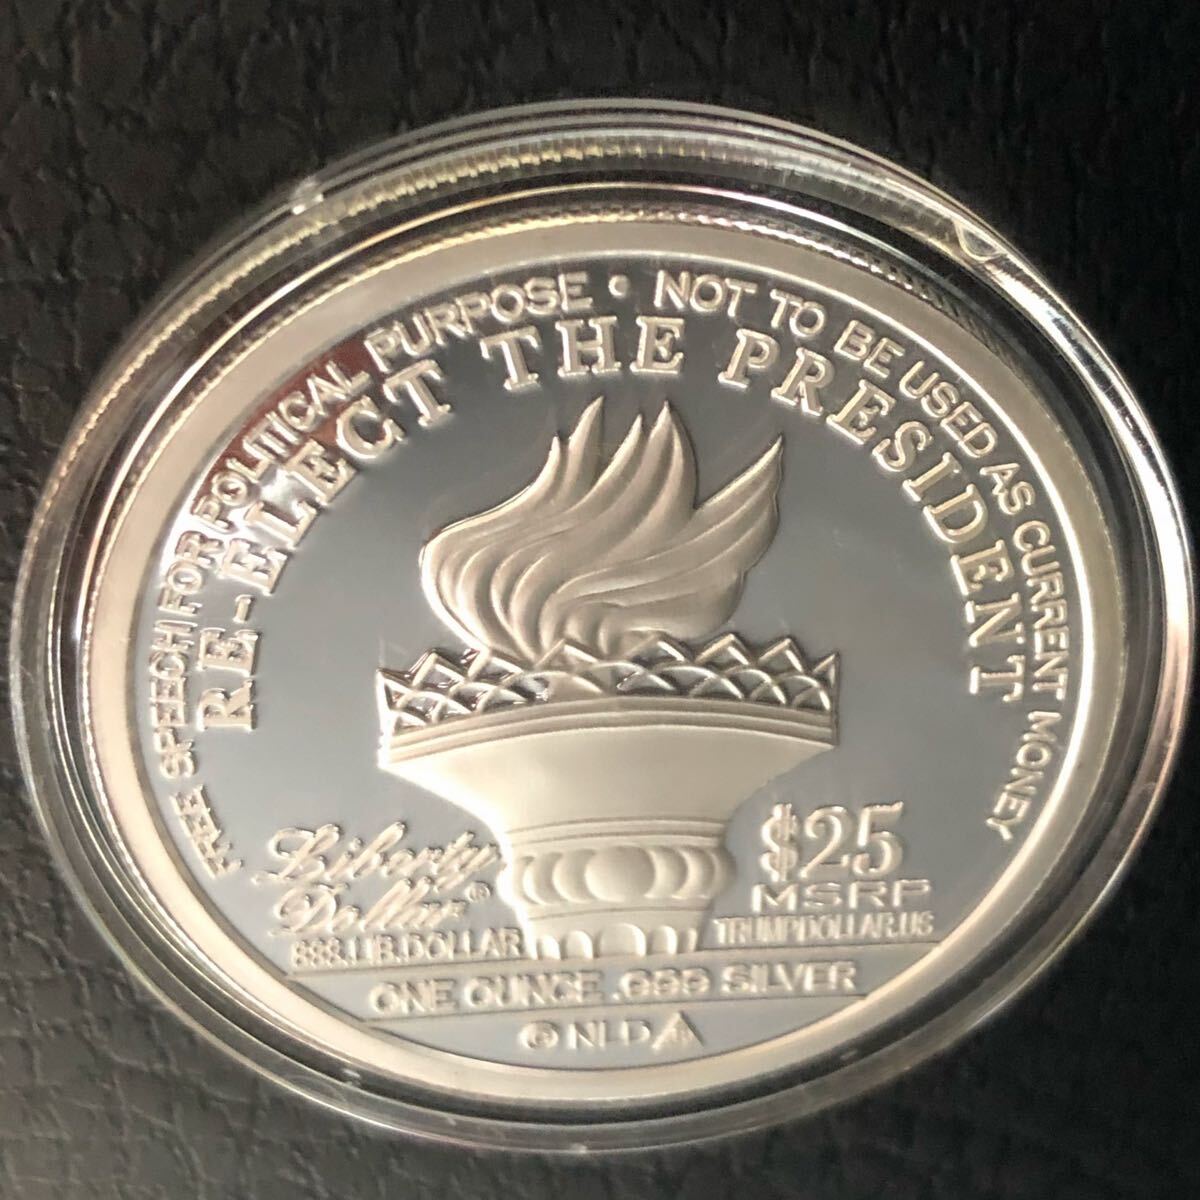 FREE SPEECH FOR POLITICAL PURPOSE • NOT TO BE USED AS CURRENT MONEY
RE-ELECT THE PRESIDENT
Liberty
Dollar®
888.LIB.DOLLAR
$25
MSRP
TRUMPDOLLAR.US
ONE OUNCE .999 SILVER
© NLD